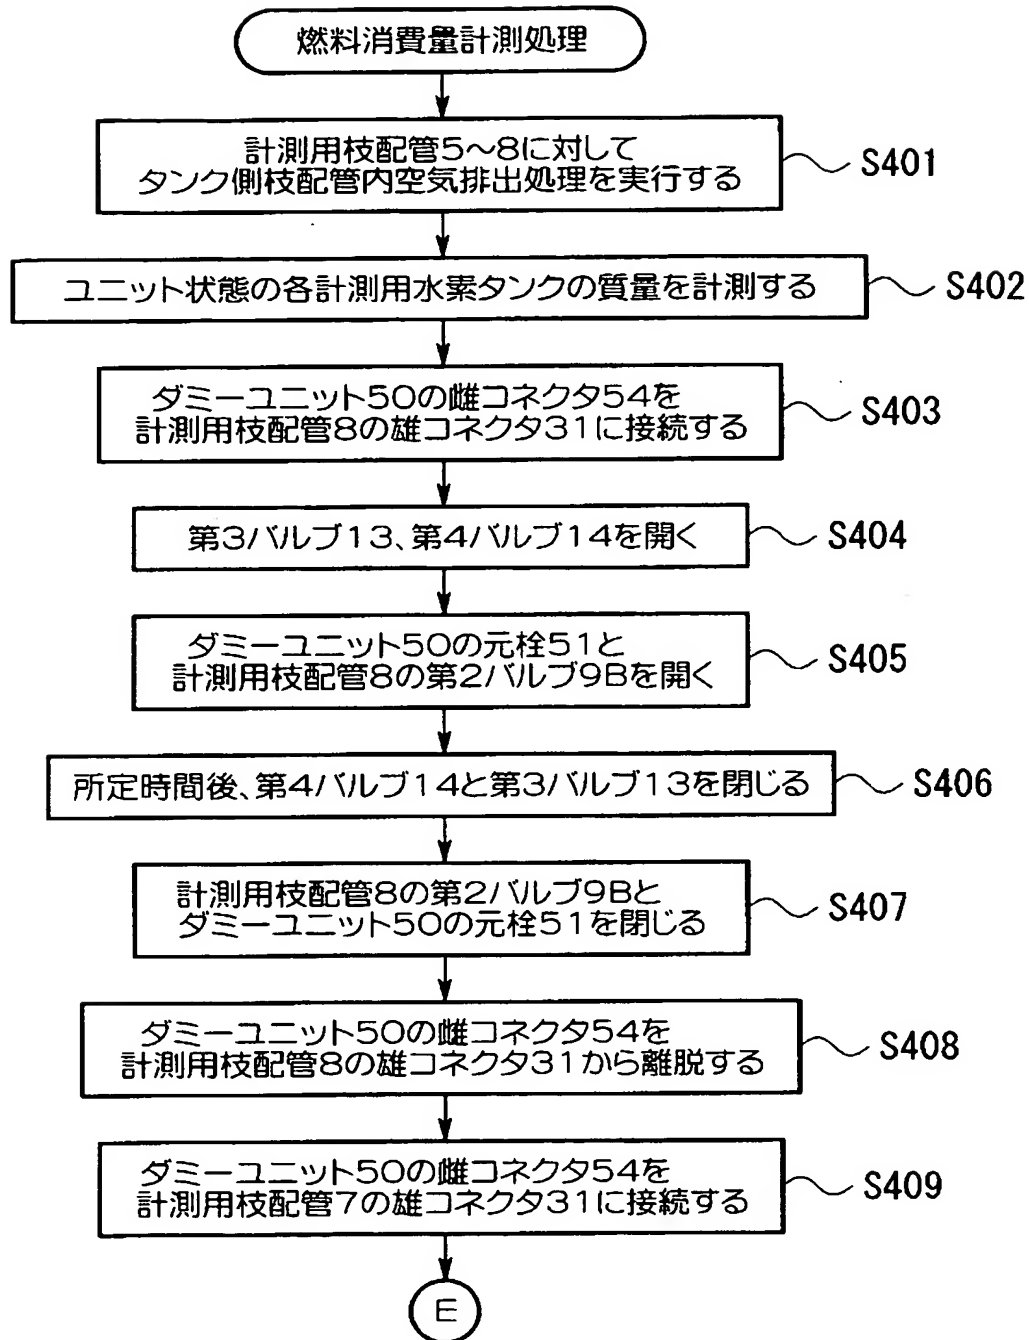 燃料消費量計測処理
計測用枝配管5～8に対して
タンク側枝配管内空気排出処理を実行する
S401
ユニット状態の各計測用水素タンクの質量を計測する
S402
ダミーユニット50の雌コネクタ54を
計測用枝配管8の雄コネクタ31に接続する
S403
第3バルブ13、第4バルブ14を開く
S404
ダミーユニット50の元栓51と
計測用枝配管8の第2バルブ9Bを開く
S405
所定時間後、第4バルブ14と第3バルブ13を閉じる
S406
計測用枝配管8の第2バルブ9Bと
ダミーユニット50の元栓51を閉じる
S407
ダミーユニット50の雌コネクタ54を
計測用枝配管8の雄コネクタ31から離脱する
S408
ダミーユニット50の雌コネクタ54を
計測用枝配管7の雄コネクタ31に接続する
S409
E